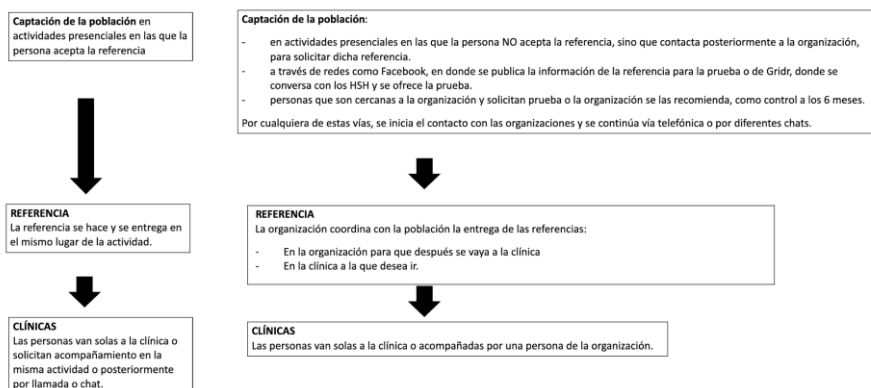 Captación de la población en
actividades presenciales en las que la
persona acepta la referencia
Captación de la población:
- en actividades presenciales en las que la persona NO acepta la referencia, sino que contacta posteriormente a la organización,
para solicitar dicha referencia.
- a través de redes como Facebook, en donde se publica la información de la referencia para la prueba o de Gridr, donde se
conversa con los HSH y se ofrece la prueba.
- personas que son cercanas a la organización y solicitan prueba o la organización se las recomienda, como control a los 6 meses.
Por cualquiera de estas vías, se inicia el contacto con las organizaciones y se continúa vía telefónica o por diferentes chats.
REFERENCIA
La referencia se hace y se entrega en
el mismo lugar de la actividad.
REFERENCIA
La organización coordina con la población la entrega de las referencias:
- En la organización para que después se vaya a la clínica
- En la clínica a la que desea ir.
CLÍNICAS
Las personas van solas a la clínica o
solicitan acompañamiento en la
misma actividad o posteriormente
por llamada o chat.
CLÍNICAS
Las personas van solas a la clínica o acompañadas por una persona de la organización.